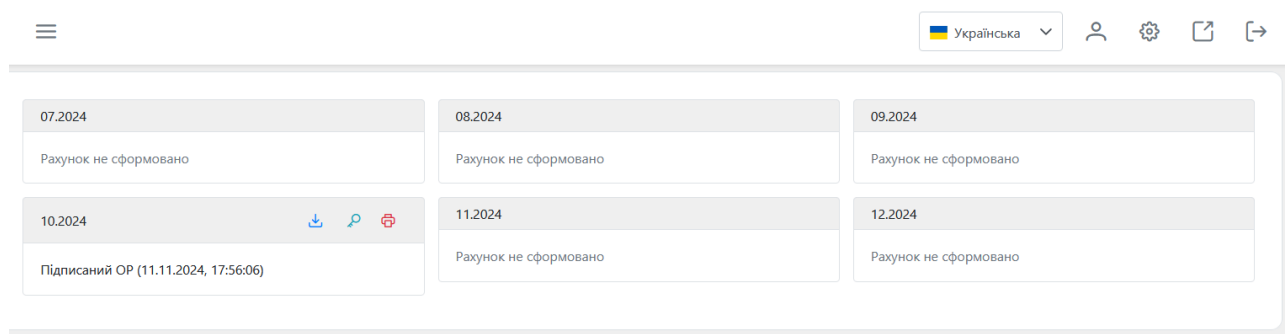 Українська
07.2024
08.2024
09.2024
Рахунок не сформовано
Рахунок не сформовано
Рахунок не сформовано
10.2024
11.2024
12.2024
Підписаний ОР (11.11.2024, 17:56:06)
Рахунок не сформовано
Рахунок не сформовано